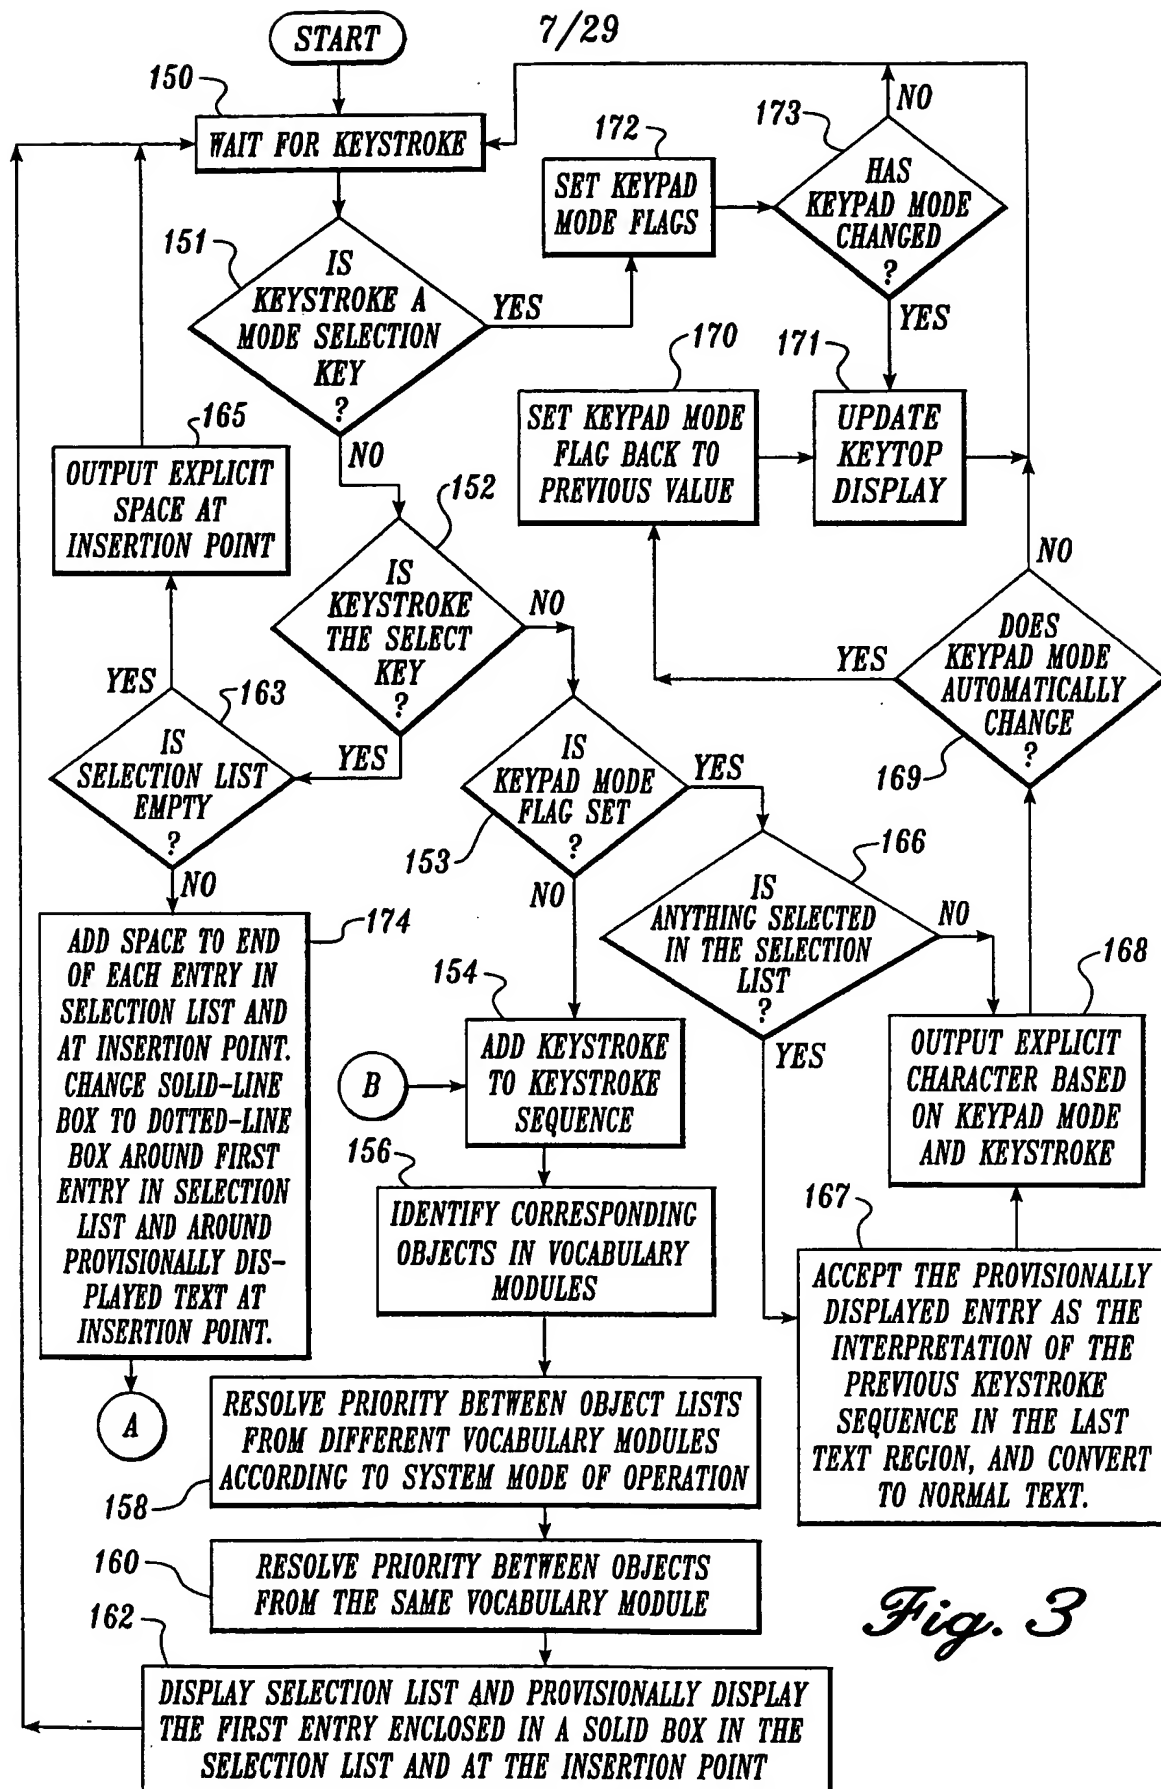 7/29
START
150
WAIT FOR KEYSTROKE
151
IS
KEYSTROKE A
MODE SELECTION
KEY
?
YES
NO
172
SET KEYPAD
MODE FLAGS
173
HAS
KEYPAD MODE
CHANGED
?
NO
YES
170
SET KEYPAD MODE
FLAG BACK TO
PREVIOUS VALUE
171
UPDATE
KEYTOP
DISPLAY
165
OUTPUT EXPLICIT
SPACE AT
INSERTION POINT
152
IS
KEYSTROKE
THE SELECT
KEY
?
NO
YES
163
IS
SELECTION LIST
EMPTY
?
YES
NO
DOES
KEYPAD MODE
AUTOMATICALLY
CHANGE
?
169
YES
NO
IS
KEYPAD MODE
FLAG SET
?
153
YES
NO
166
IS
ANYTHING SELECTED
IN THE SELECTION
LIST
?
NO
YES
174
ADD SPACE TO END
OF EACH ENTRY IN
SELECTION LIST AND
AT INSERTION POINT.
CHANGE SOLID-LINE
BOX TO DOTTED-LINE
BOX AROUND FIRST
ENTRY IN SELECTION
LIST AND AROUND
PROVISIONALLY DIS-
PLAYED TEXT AT
INSERTION POINT.
A
154
ADD KEYSTROKE
TO KEYSTROKE
SEQUENCE
B
168
OUTPUT EXPLICIT
CHARACTER BASED
ON KEYPAD MODE
AND KEYSTROKE
156
IDENTIFY CORRESPONDING
OBJECTS IN VOCABULARY
MODULES
167
ACCEPT THE PROVISIONALLY
DISPLAYED ENTRY AS THE
INTERPRETATION OF THE
PREVIOUS KEYSTROKE
SEQUENCE IN THE LAST
TEXT REGION, AND CONVERT
TO NORMAL TEXT.
RESOLVE PRIORITY BETWEEN OBJECT LISTS
FROM DIFFERENT VOCABULARY MODULES
ACCORDING TO SYSTEM MODE OF OPERATION
158
160
RESOLVE PRIORITY BETWEEN OBJECTS
FROM THE SAME VOCABULARY MODULE
162
DISPLAY SELECTION LIST AND PROVISIONALLY DISPLAY
THE FIRST ENTRY ENCLOSED IN A SOLID BOX IN THE
SELECTION LIST AND AT THE INSERTION POINT
Fig. 3